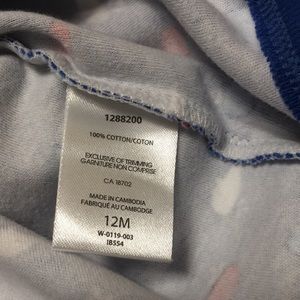 1288200
100% COTTON/COTON
EXCLUSIVE OF TRIMMING
GARNITURE NON COMPRISE
CA 18702
MADE IN CAMBODIA
FABRIQUÉ AU CAMBODGE
12M
W-0119-003
IB554